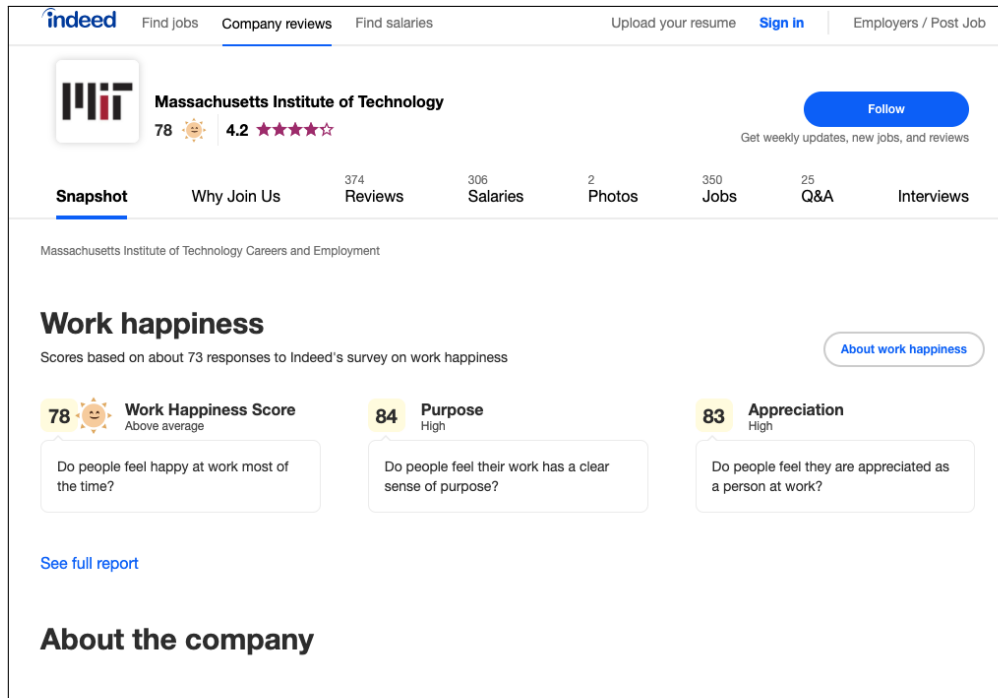 indeed
Find jobs
Company reviews
Find salaries
Upload your resume
Sign in
Employers / Post Job
MIT
Massachusetts Institute of Technology
78
4.2
Follow
Get weekly updates, new jobs, and reviews
Snapshot
Why Join Us
374
Reviews
306
Salaries
2
Photos
350
Jobs
25
Q&A
Interviews
Massachusetts Institute of Technology Careers and Employment
Work happiness
Scores based on about 73 responses to Indeed's survey on work happiness
About work happiness
78
Work Happiness Score
Above average
Do people feel happy at work most of
the time?
84
Purpose
High
Do people feel their work has a clear
sense of purpose?
83
Appreciation
High
Do people feel they are appreciated as
a person at work?
See full report
About the company